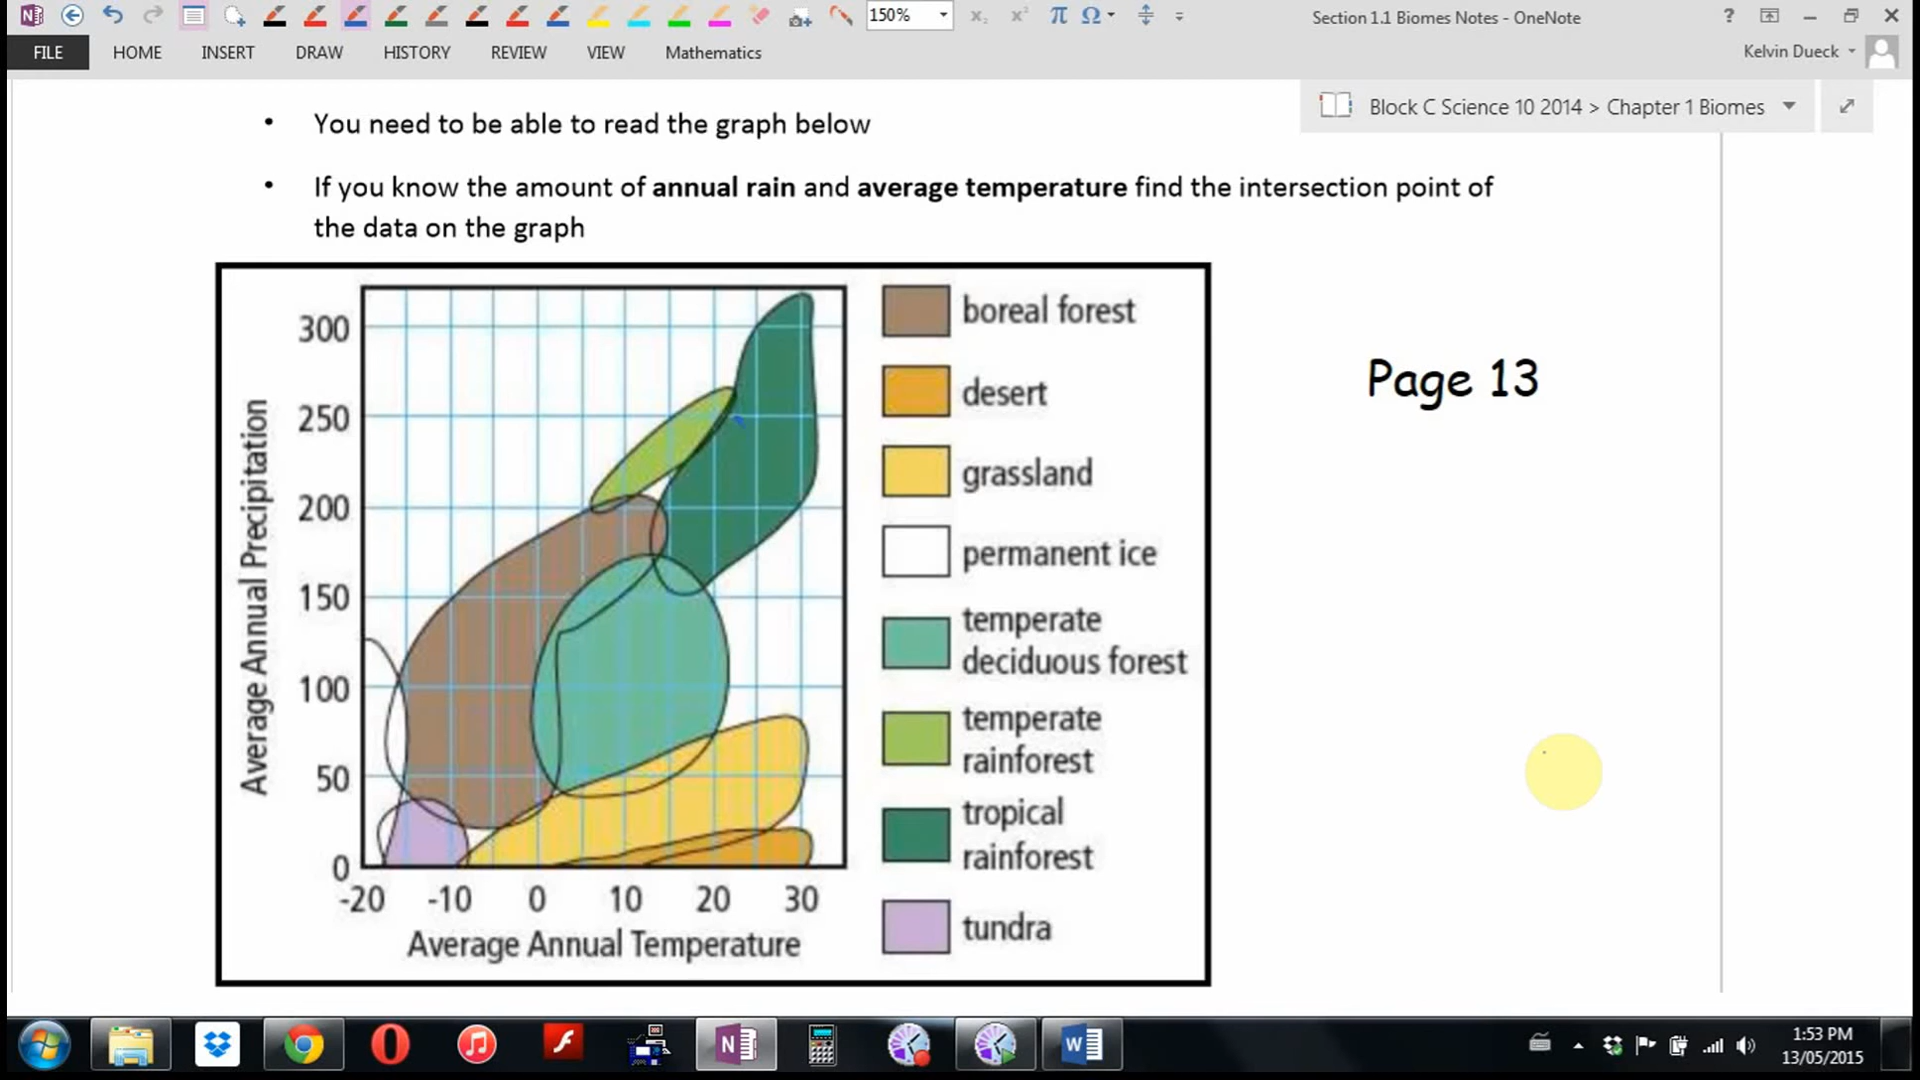 150%
x₂
x²
π
Ω
Section 1.1 Biomes Notes - OneNote
?
FILE
HOME
INSERT
DRAW
HISTORY
REVIEW
VIEW
Mathematics
Kelvin Dueck
Block C Science 10 2014 > Chapter 1 Biomes
• You need to be able to read the graph below
• If you know the amount of annual rain and average temperature find the intersection point of
the data on the graph
Average Annual Precipitation
300
250
200
150
100
50
0
-20
-10
0
10
20
30
Average Annual Temperature
boreal forest
desert
grassland
permanent ice
temperate
deciduous forest
temperate
rainforest
tropical
rainforest
tundra
Page 13
1:53 PM
13/05/2015